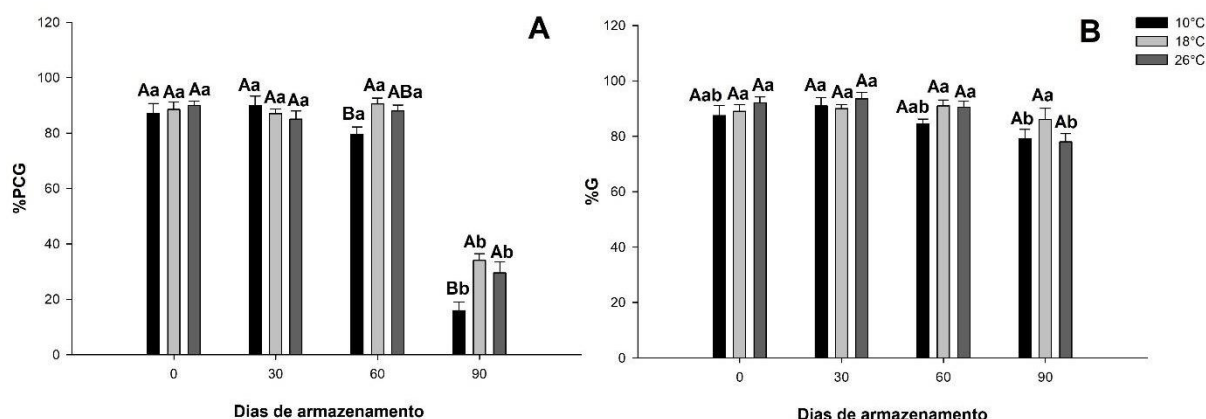 A
%PCG
120
100
80
60
40
20
0
Aa Aa Aa
Aa Aa Aa
Ba Aa ABa
Bb Ab Ab
0 30 60 90
Dias de armazenamento
B
10°C
18°C
26°C
%G
120
100
80
60
40
20
0
Aab Aa Aa
Aa Aa Aa
Aab Aa Aa
Ab Aa Ab
0 30 60 90
Dias de armazenamento